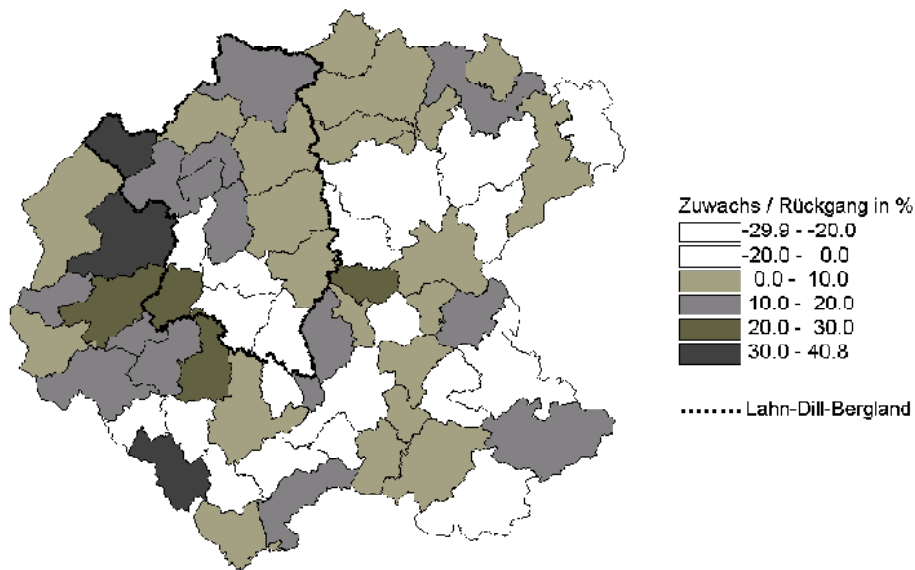 Zuwachs / Rückgang in %
-29.9 - -20.0
-20.0 - 0.0
0.0 - 10.0
10.0 - 20.0
20.0 - 30.0
30.0 - 40.8
Lahn-Dill-Bergland